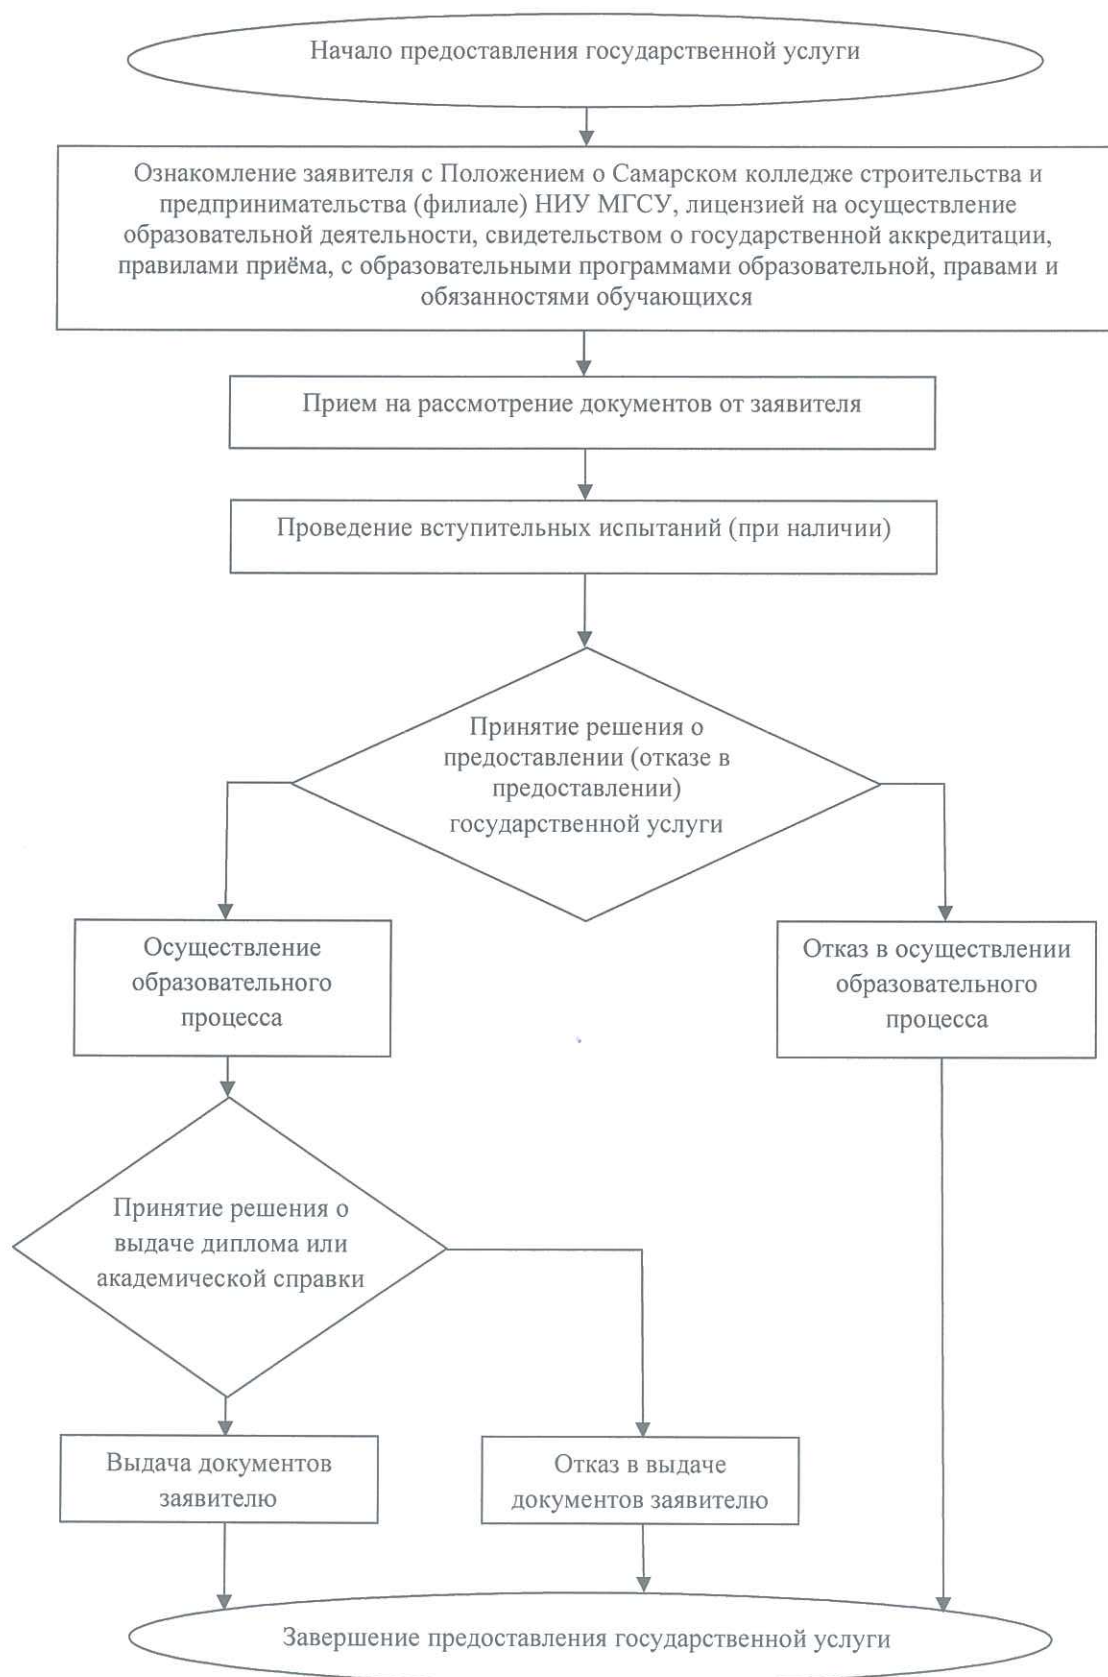 Начало предоставления государственной услуги
Ознакомление заявителя с Положением о Самарском колледже строительства и
предпринимательства (филиале) НИУ МГСУ, лицензией на осуществление
образовательной деятельности, свидетельством о государственной аккредитации,
правилами приёма, с образовательными программами образовательной, правами и
обязанностями обучающихся
Прием на рассмотрение документов от заявителя
Проведение вступительных испытаний (при наличии)
Принятие решения о
предоставлении (отказе в
предоставлении)
государственной услуги
Осуществление
образовательного
процесса
Отказ в осуществлении
образовательного
процесса
Принятие решения о
выдаче диплома или
академической справки
Выдача документов
заявителю
Отказ в выдаче
документов заявителю
Завершение предоставления государственной услуги